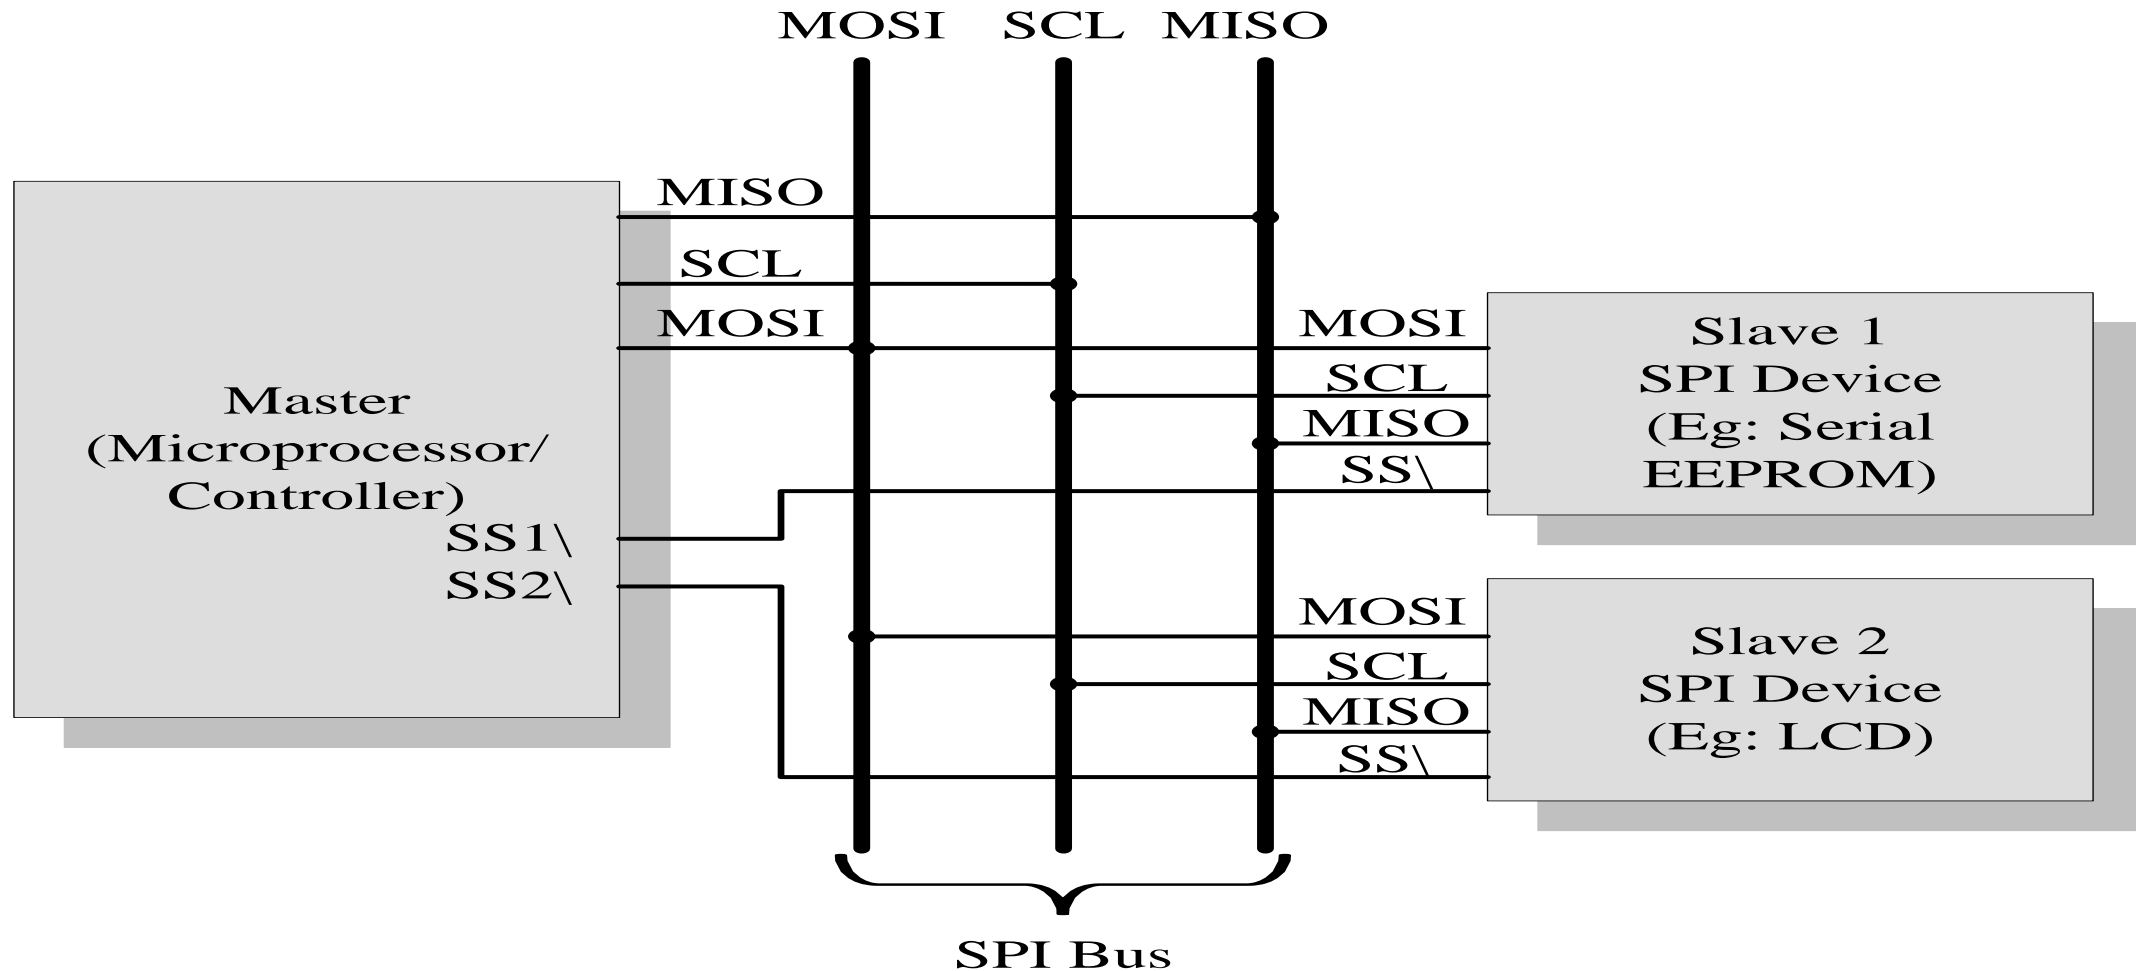 MOSI SCL MISO
MISO
SCL
MOSI
Master
(Microprocessor/
Controller)
SS1\
SS2\
MOSI
SCL
MISO
SS\
Slave 1
SPI Device
(Eg: Serial
EEPROM)
MOSI
SCL
MISO
SS\
Slave 2
SPI Device
(Eg: LCD)
SPI Bus